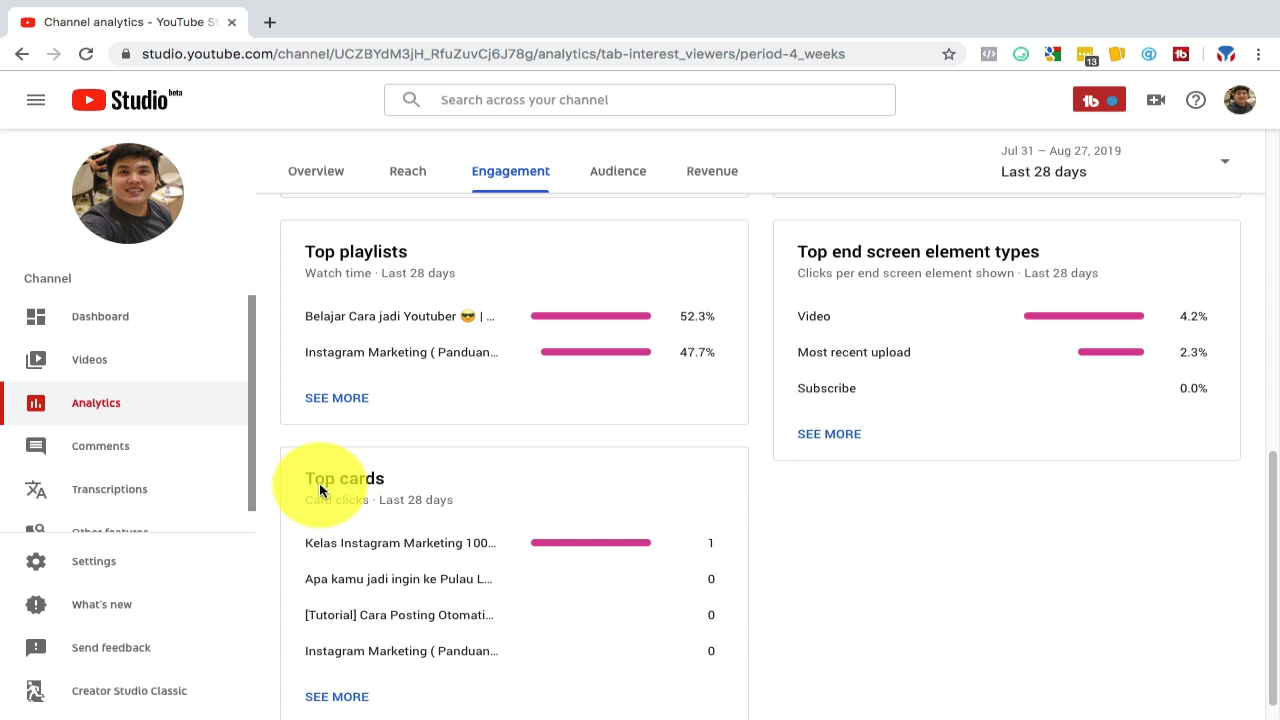 Channel analytics - YouTube S
studio.youtube.com/channel/UCZBYdM3jH_RfuZuvCj6J78g/analytics/tab-interest_viewers/period-4_weeks
13
Studio beta
Search across your channel
Overview
Reach
Engagement
Audience
Revenue
Jul 31 – Aug 27, 2019
Last 28 days
Channel
Dashboard
Videos
Analytics
Comments
Transcriptions
Other features
Settings
What's new
Send feedback
Creator Studio Classic
Top playlists
Watch time · Last 28 days
Belajar Cara jadi Youtuber 😎 | ... 52.3%
Instagram Marketing ( Panduan... 47.7%
SEE MORE
Top end screen element types
Clicks per end screen element shown · Last 28 days
Video 4.2%
Most recent upload 2.3%
Subscribe 0.0%
SEE MORE
Top cards
Card clicks · Last 28 days
Kelas Instagram Marketing 100... 1
Apa kamu jadi ingin ke Pulau L... 0
[Tutorial] Cara Posting Otomati... 0
Instagram Marketing ( Panduan... 0
SEE MORE